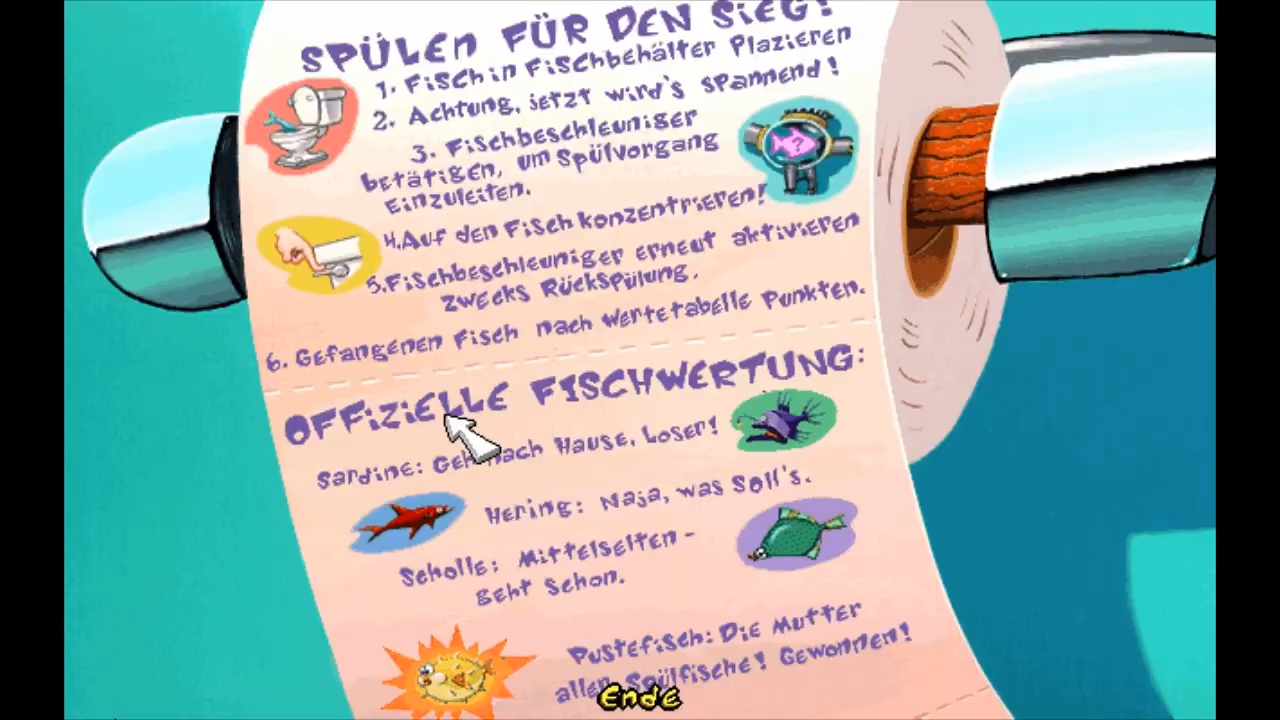 SPÜLEN FÜR DEN SIEG!
1. Fisch in Fischbehälter Plazieren
2. Achtung, jetzt wird's spannend!
3. Fischbeschleuniger
betätigen, um Spülvorgang
Einzuleiten.
4. Auf den Fisch konzentrieren!
5. Fischbeschleuniger erneut aktivieren
zwecks Rückspülung.
6. Gefangenen Fisch nach Wertetabelle Punkten.
OFFIZIELLE FISCHWERTUNG:
Sardine: Geh nach Hause, Loser!
Hering: Naja, was Soll's.
Scholle: Mittelselten -
geht Schon.
Pustefisch: Die Mutter
aller Spülfische! Gewonnen!
Ende